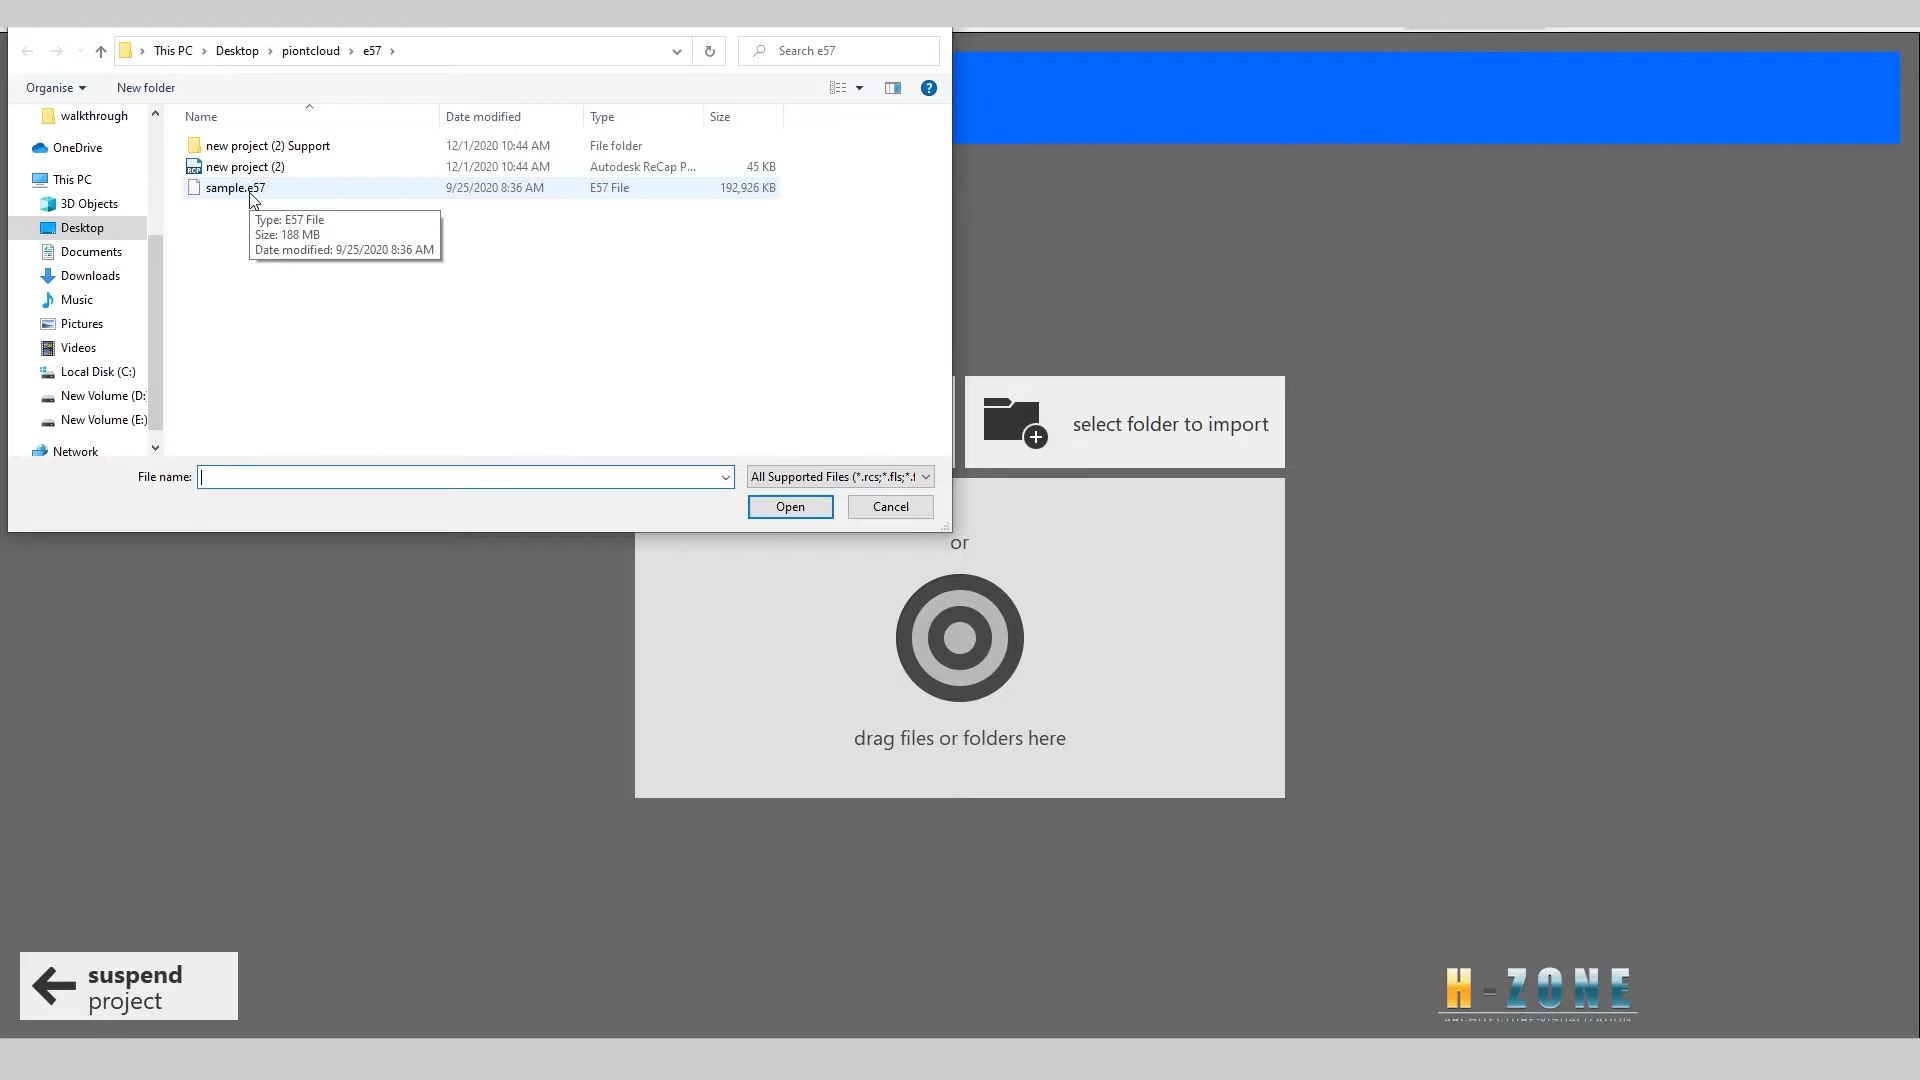 This PC > Desktop > piontcloud > e57 >
Search e57
Organise
New folder
walkthrough
OneDrive
This PC
3D Objects
Desktop
Documents
Downloads
Music
Pictures
Videos
Local Disk (C:)
New Volume (D:
New Volume (E:)
Network
Name Date modified Type Size
new project (2) Support 12/1/2020 10:44 AM File folder
new project (2) 12/1/2020 10:44 AM Autodesk ReCap P... 45 KB
sample.e57 9/25/2020 8:36 AM E57 File 192,926 KB
Type: E57 File
Size: 188 MB
Date modified: 9/25/2020 8:36 AM
File name:
All Supported Files (*.rcs;*.fls;*.f
Open
Cancel
select folder to import
or
drag files or folders here
suspend
project
H-ZONE